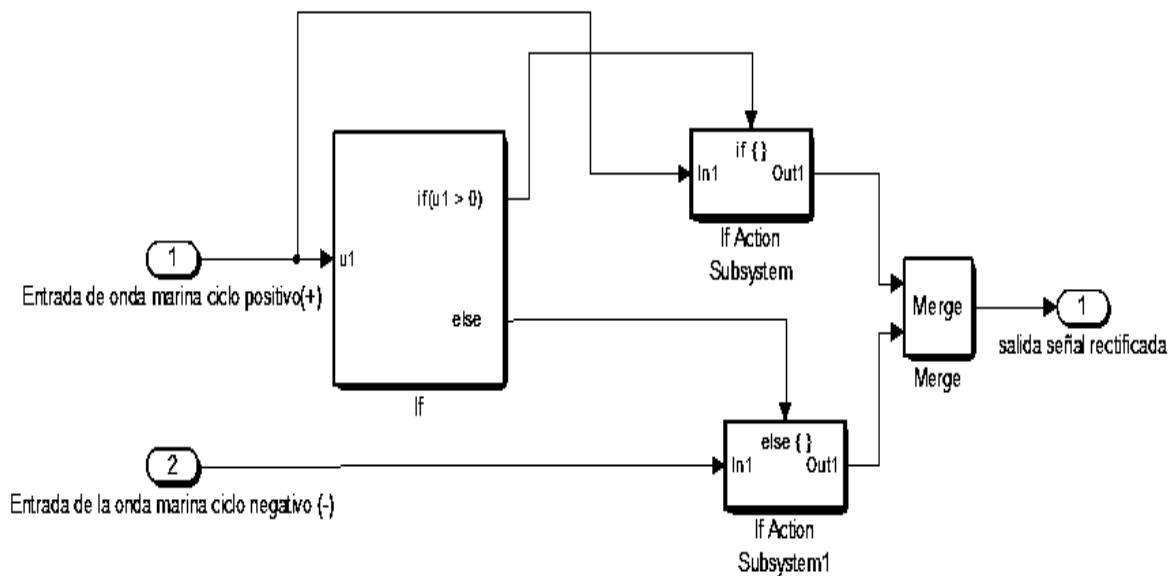 if { }
In1
Out1
If Action
Subsystem
if(u1 > 0)
1
u1
Entrada de onda marina ciclo positivo(+)
else
If
Merge
Merge
1
salida señal rectificada
else { }
In1
Out1
If Action
Subsystem1
2
Entrada de la onda marina ciclo negativo (-)